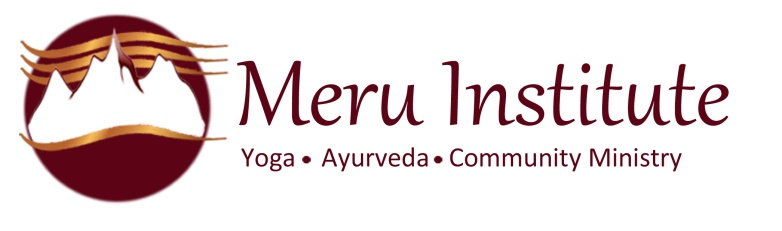 Meru Institute
Yoga • Ayurveda • Community Ministry